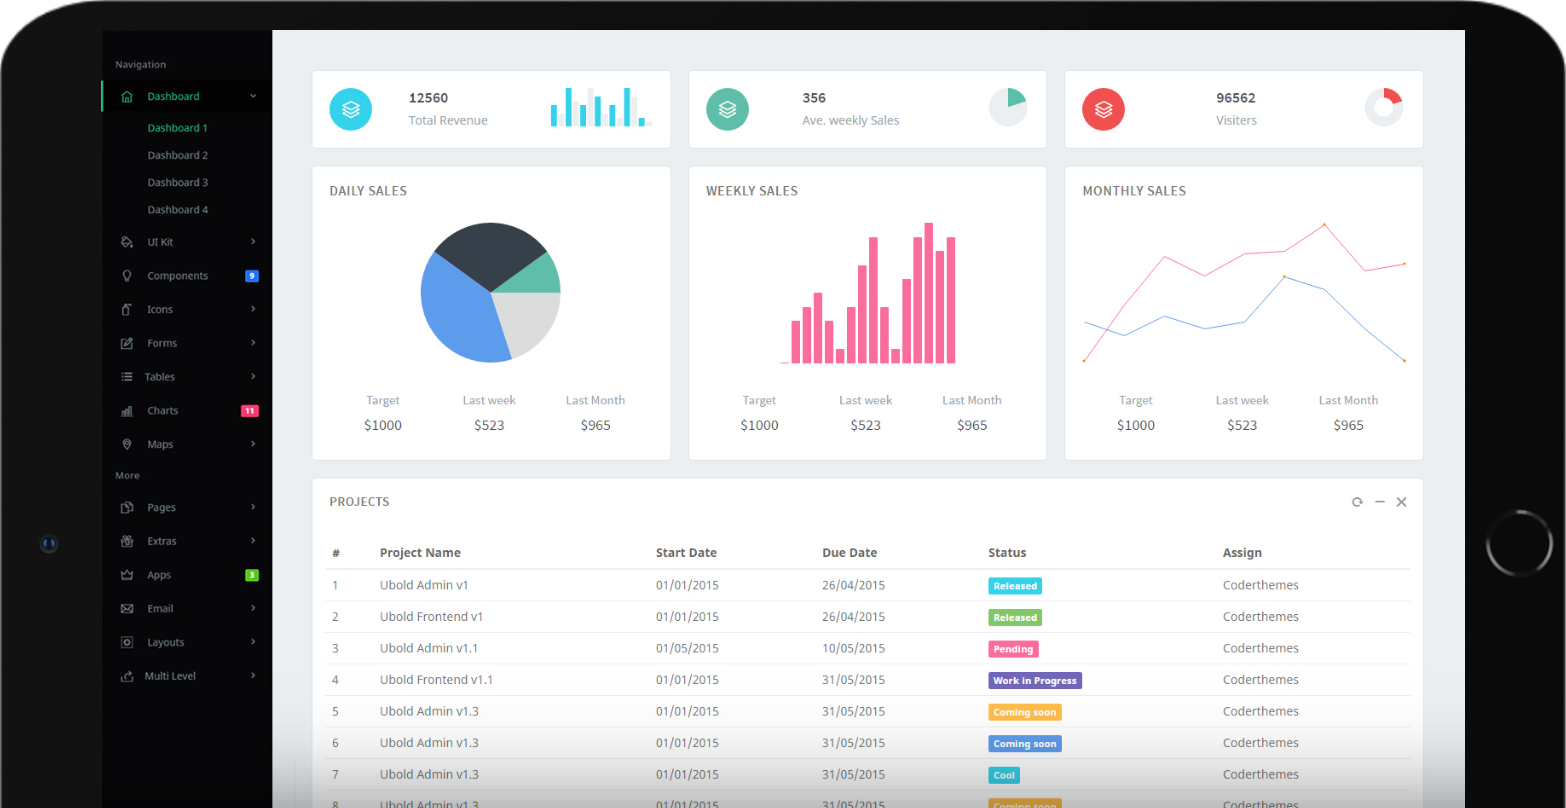 Navigation
Dashboard
Dashboard 1
Dashboard 2
Dashboard 3
Dashboard 4
UI Kit
Components 9
Icons
Forms
Tables
Charts 11
Maps
More
Pages
Extras
Apps 3
Email
Layouts
Multi Level
12560
Total Revenue
356
Ave. weekly Sales
96562
Visiters
DAILY SALES
Target Last week Last Month
$1000 $523 $965
WEEKLY SALES
Target Last week Last Month
$1000 $523 $965
MONTHLY SALES
Target Last week Last Month
$1000 $523 $965
PROJECTS
# Project Name Start Date Due Date Status Assign
1 Ubold Admin v1 01/01/2015 26/04/2015 Released Coderthemes
2 Ubold Frontend v1 01/01/2015 26/04/2015 Released Coderthemes
3 Ubold Admin v1.1 01/05/2015 10/05/2015 Pending Coderthemes
4 Ubold Frontend v1.1 01/01/2015 31/05/2015 Work in Progress Coderthemes
5 Ubold Admin v1.3 01/01/2015 31/05/2015 Coming soon Coderthemes
6 Ubold Admin v1.3 01/01/2015 31/05/2015 Coming soon Coderthemes
7 Ubold Admin v1.3 01/01/2015 31/05/2015 Cool Coderthemes
8 Ubold Admin v1.3 01/01/2015 31/05/2015 Coming soon Coderthemes